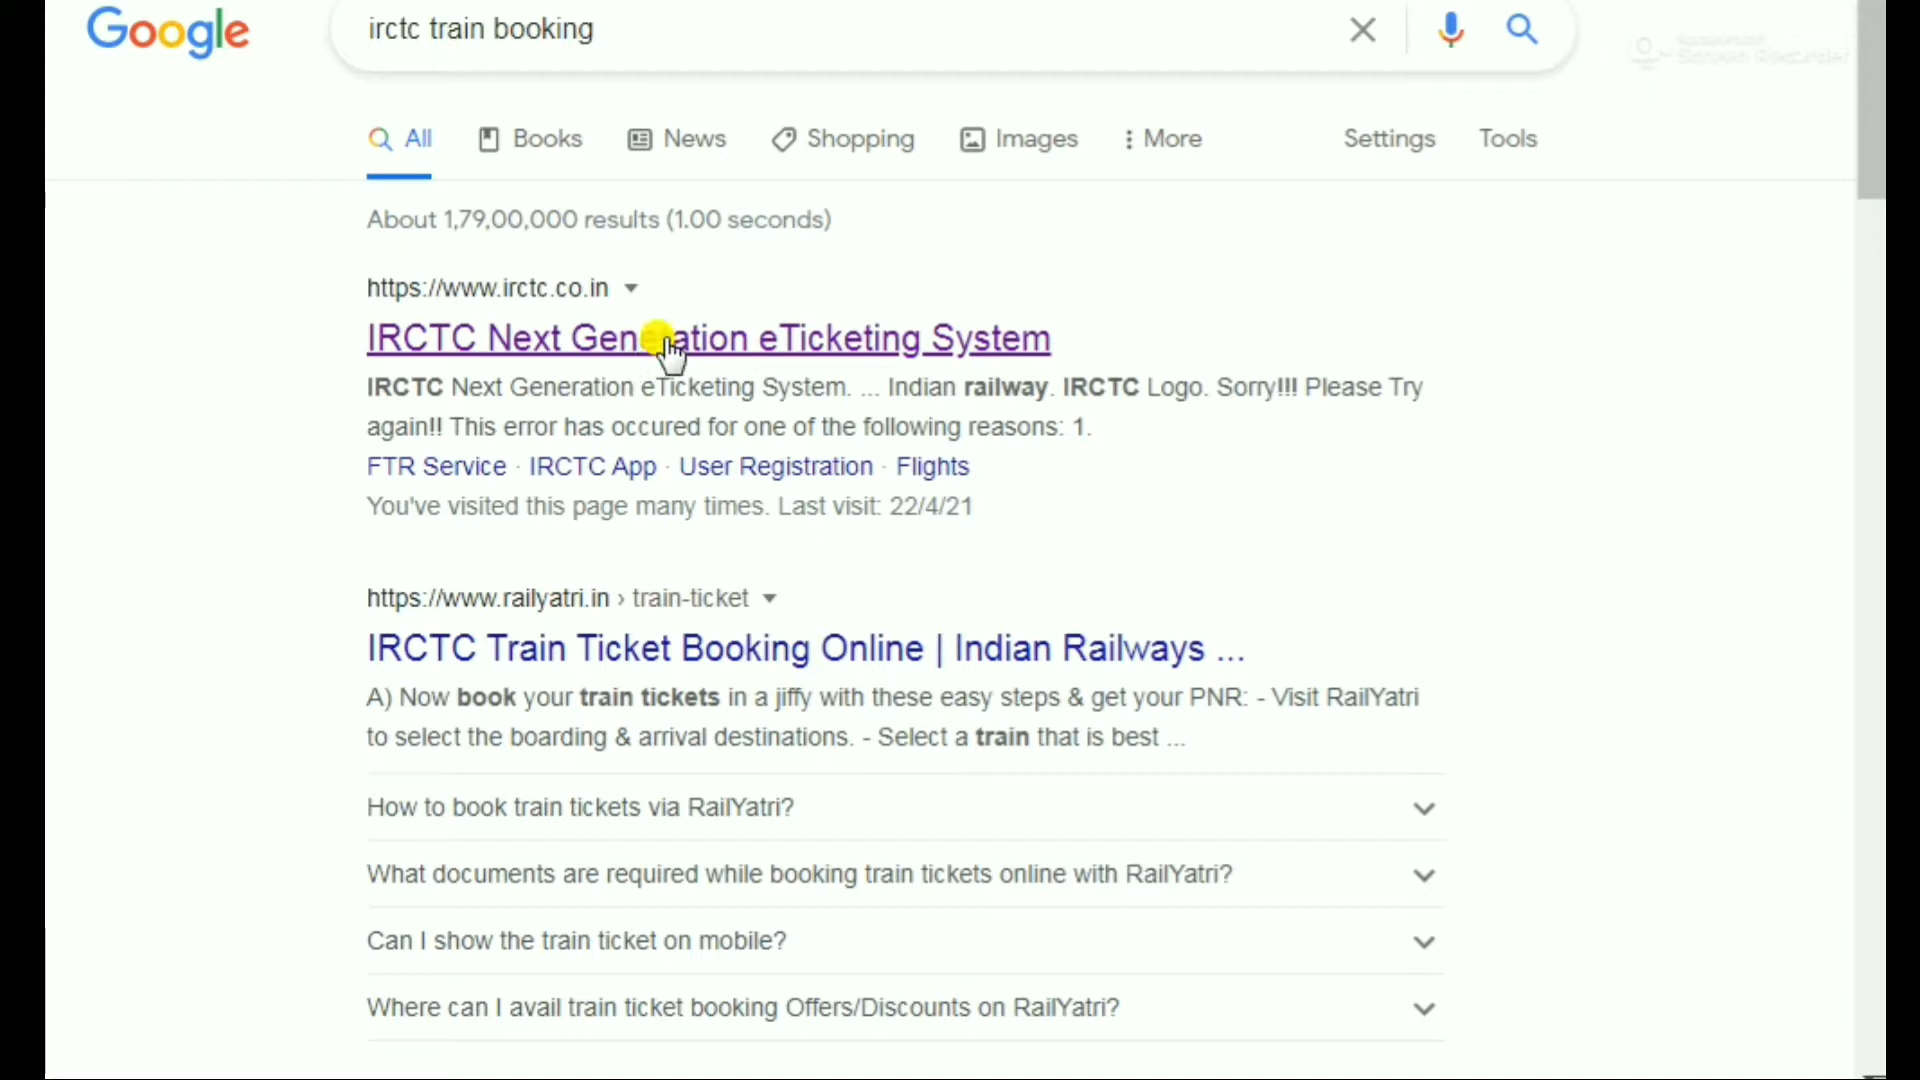 Google
irctc train booking
All Books News Shopping Images More Settings Tools
About 1,79,00,000 results (1.00 seconds)
https://www.irctc.co.in
IRCTC Next Generation eTicketing System
IRCTC Next Generation eTicketing System. ... Indian railway. IRCTC Logo. Sorry!!! Please Try
again!! This error has occured for one of the following reasons: 1.
FTR Service · IRCTC App · User Registration · Flights
You've visited this page many times. Last visit: 22/4/21
https://www.railyatri.in › train-ticket
IRCTC Train Ticket Booking Online | Indian Railways ...
A) Now book your train tickets in a jiffy with these easy steps & get your PNR: - Visit RailYatri
to select the boarding & arrival destinations. - Select a train that is best ...
How to book train tickets via RailYatri?
What documents are required while booking train tickets online with RailYatri?
Can I show the train ticket on mobile?
Where can I avail train ticket booking Offers/Discounts on RailYatri?